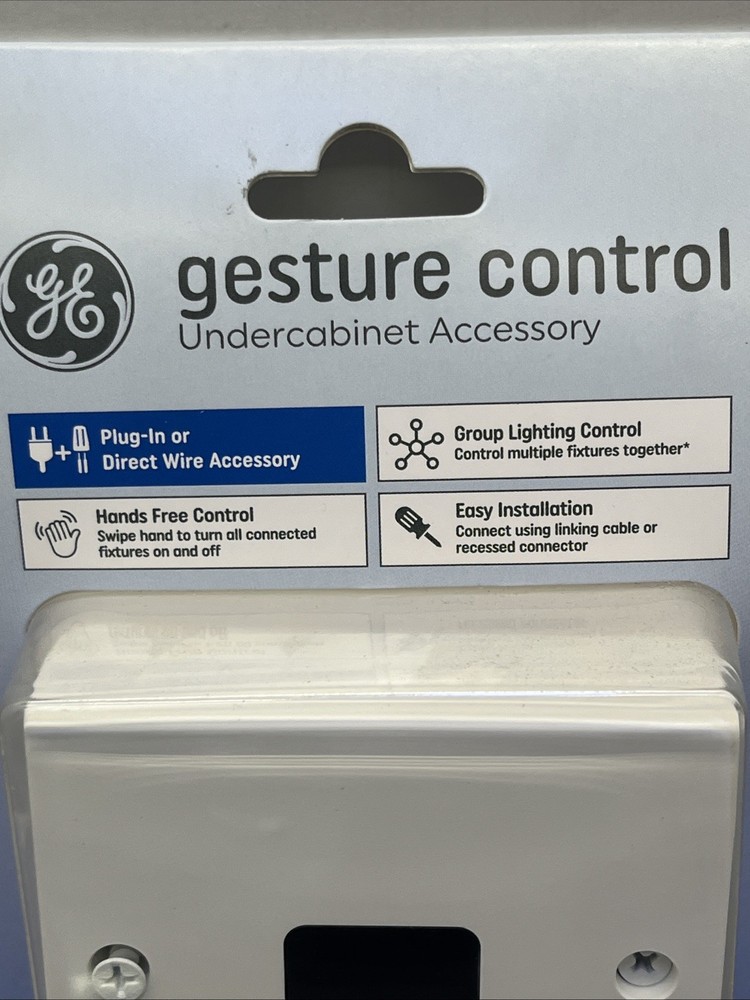 GE
gesture control
Undercabinet Accessory
Plug-In or
Direct Wire Accessory
Group Lighting Control
Control multiple fixtures together*
Hands Free Control
Swipe hand to turn all connected
fixtures on and off
Easy Installation
Connect using linking cable or
recessed connector